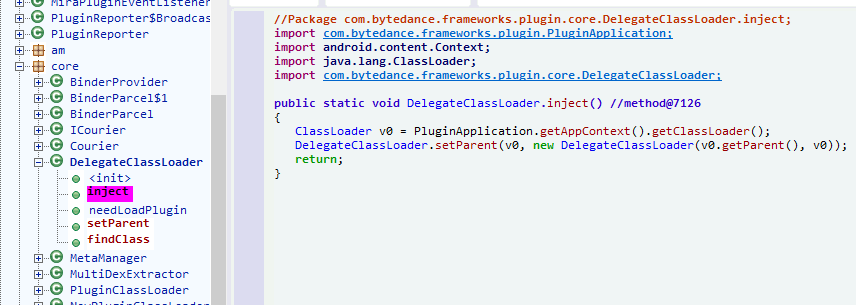 MiraPluginEventListener
PluginReporter$Broadcas
PluginReporter
am
core
BinderProvider
BinderParcel$1
BinderParcel
ICourier
Courier
DelegateClassLoader
<init>
inject
needLoadPlugin
setParent
findClass
MetaManager
MultiDexExtractor
PluginClassLoader
//Package com.bytedance.frameworks.plugin.core.DelegateClassLoader.inject;
import com.bytedance.frameworks.plugin.PluginApplication;
import android.content.Context;
import java.lang.ClassLoader;
import com.bytedance.frameworks.plugin.core.DelegateClassLoader;
public static void DelegateClassLoader.inject() //method@7126
{
ClassLoader v0 = PluginApplication.getAppContext().getClassLoader();
DelegateClassLoader.setParent(v0, new DelegateClassLoader(v0.getParent(), v0));
return;
}